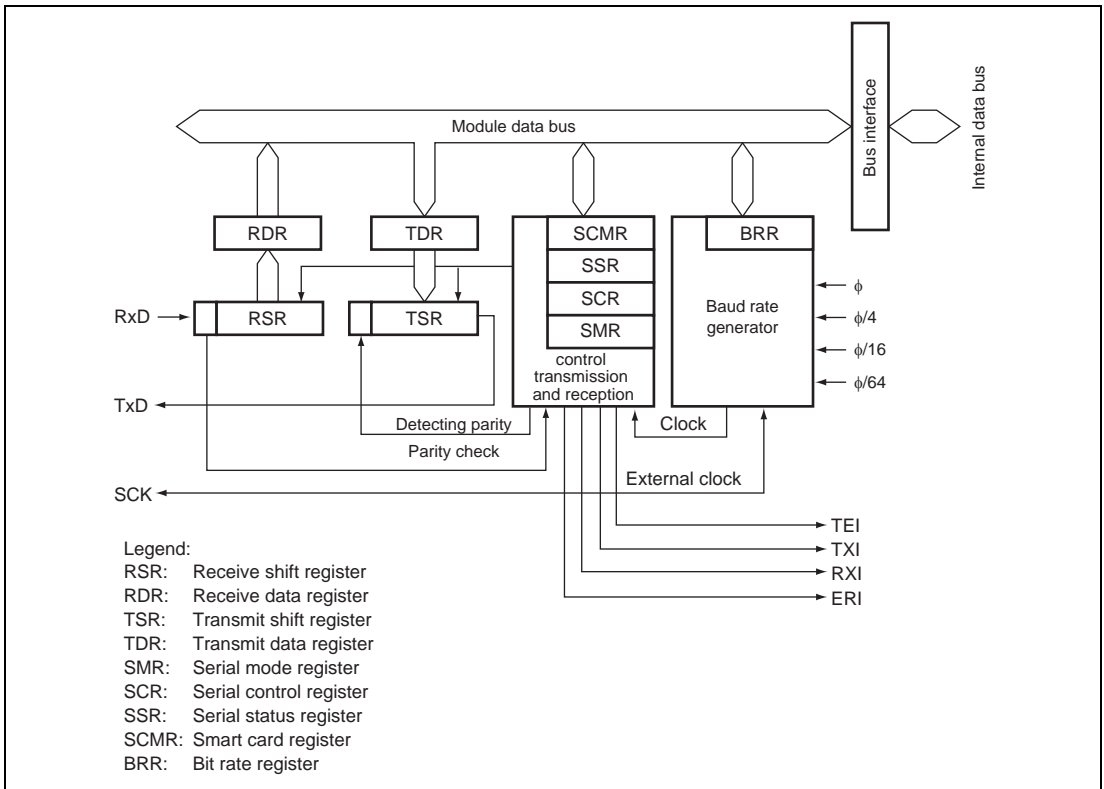 Module data bus
Bus interface
Internal data bus
RDR
TDR
SCMR
BRR
SSR
SCR
SMR
RSR
TSR
Baud rate
generator
ϕ
ϕ/4
ϕ/16
ϕ/64
RxD
control
transmission
and reception
TxD
Detecting parity
Clock
Parity check
External clock
SCK
TEI
TXI
RXI
ERI
Legend:
RSR: Receive shift register
RDR: Receive data register
TSR: Transmit shift register
TDR: Transmit data register
SMR: Serial mode register
SCR: Serial control register
SSR: Serial status register
SCMR: Smart card register
BRR: Bit rate register